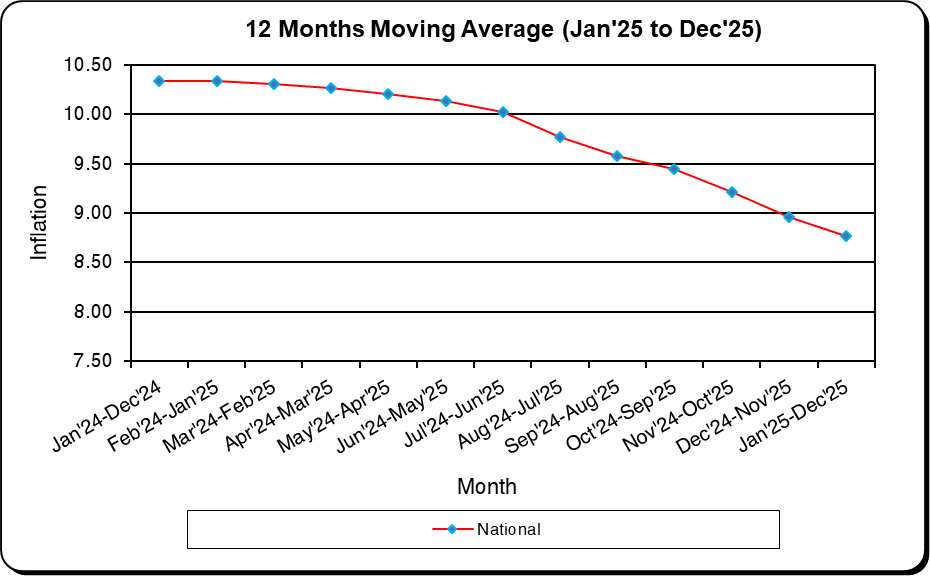 12 Months Moving Average (Jan'25 to Dec'25)
10.50
10.00
9.50
9.00
8.50
8.00
7.50
Inflation
Jan'24-Dec'24
Feb'24-Jan'25
Mar'24-Feb'25
Apr'24-Mar'25
May'24-Apr'25
Jun'24-May'25
Jul'24-Jun'25
Aug'24-Jul'25
Sep'24-Aug'25
Oct'24-Sep'25
Nov'24-Oct'25
Dec'24-Nov'25
Jan'25-Dec'25
Month
National